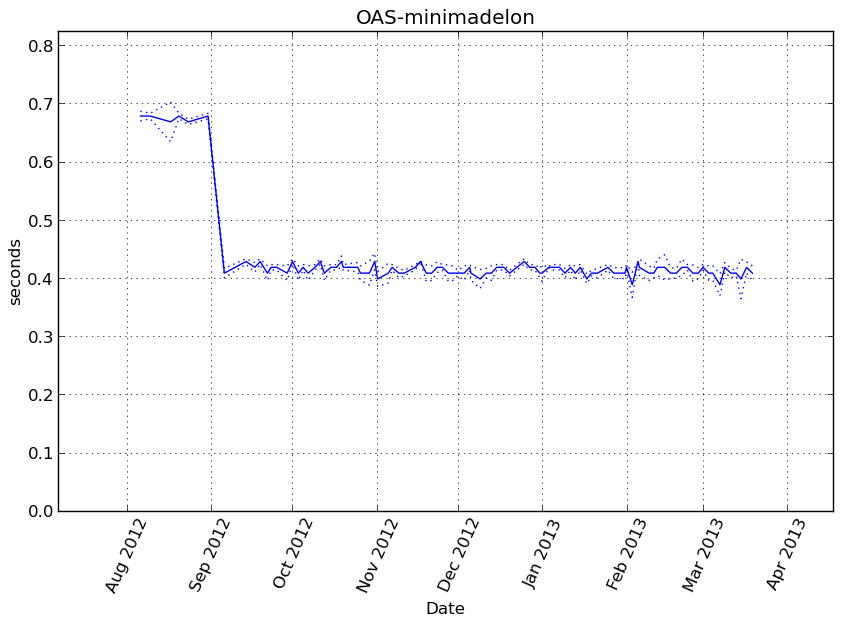 OAS-minimadelon
0.8
0.7
0.6
0.5
0.4
0.3
0.2
0.1
0.0
seconds
Aug 2012
Sep 2012
Oct 2012
Nov 2012
Dec 2012
Jan 2013
Feb 2013
Mar 2013
Apr 2013
Date